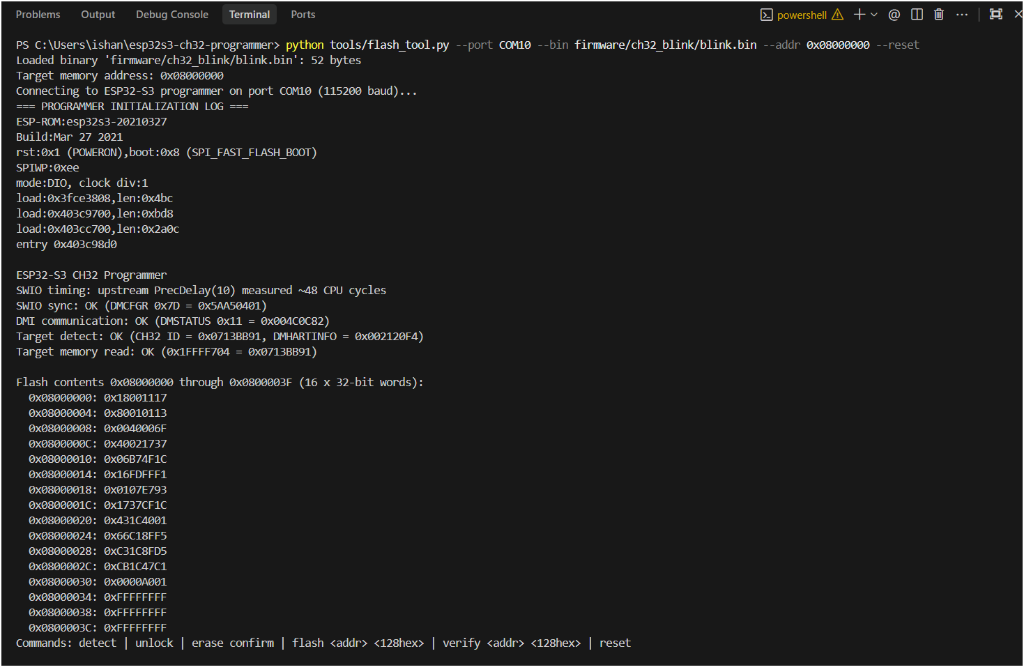 Problems Output Debug Console Terminal Ports powershell
PS C:\Users\ishan\esp32s3-ch32-programmer> python tools/flash_tool.py --port COM10 --bin firmware/ch32_blink/blink.bin --addr 0x08000000 --reset
Loaded binary 'firmware/ch32_blink/blink.bin': 52 bytes
Target memory address: 0x08000000
Connecting to ESP32-S3 programmer on port COM10 (115200 baud)...
=== PROGRAMMER INITIALIZATION LOG ===
ESP-ROM:esp32s3-20210327
Build:Mar 27 2021
rst:0x1 (POWERON),boot:0x8 (SPI_FAST_FLASH_BOOT)
SPIWP:0xee
mode:DIO, clock div:1
load:0x3fce3808,len:0x4bc
load:0x403c9700,len:0xbd8
load:0x403cc700,len:0x2a0c
entry 0x403c98d0
ESP32-S3 CH32 Programmer
SWIO timing: upstream PrecDelay(10) measured ~48 CPU cycles
SWIO sync: OK (DMCFGR 0x7D = 0x5AA50401)
DMI communication: OK (DMSTATUS 0x11 = 0x004C0C82)
Target detect: OK (CH32 ID = 0x0713BB91, DMHARTINFO = 0x002120F4)
Target memory read: OK (0x1FFFF704 = 0x0713BB91)
Flash contents 0x08000000 through 0x0800003F (16 x 32-bit words):
0x08000000: 0x18001117
0x08000004: 0x80010113
0x08000008: 0x0040006F
0x0800000C: 0x40021737
0x08000010: 0x06B74F1C
0x08000014: 0x16FDFFF1
0x08000018: 0x0107E793
0x0800001C: 0x1737CF1C
0x08000020: 0x431C4001
0x08000024: 0x66C18FF5
0x08000028: 0xC31C8FD5
0x0800002C: 0xCB1C47C1
0x08000030: 0x0000A001
0x08000034: 0xFFFFFFFF
0x08000038: 0xFFFFFFFF
0x0800003C: 0xFFFFFFFF
Commands: detect | unlock | erase confirm | flash <addr> <128hex> | verify <addr> <128hex> | reset